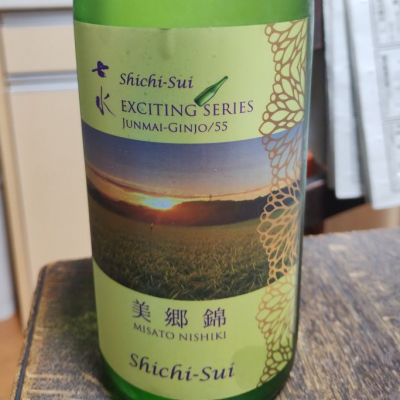 七水
Shichi-Sui
EXCITING SERIES
JUNMAI-GINJO/55
美郷錦
MISATO NISHIKI
Shichi-Sui